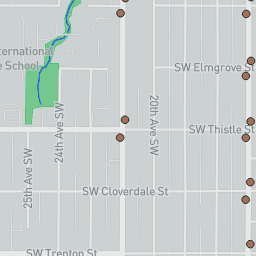 nternational
e School
SW Elmgrove St
20th Ave SW
SW Thistle St
24th Ave SW
25th Ave SW
SW Cloverdale St
SW Trenton St